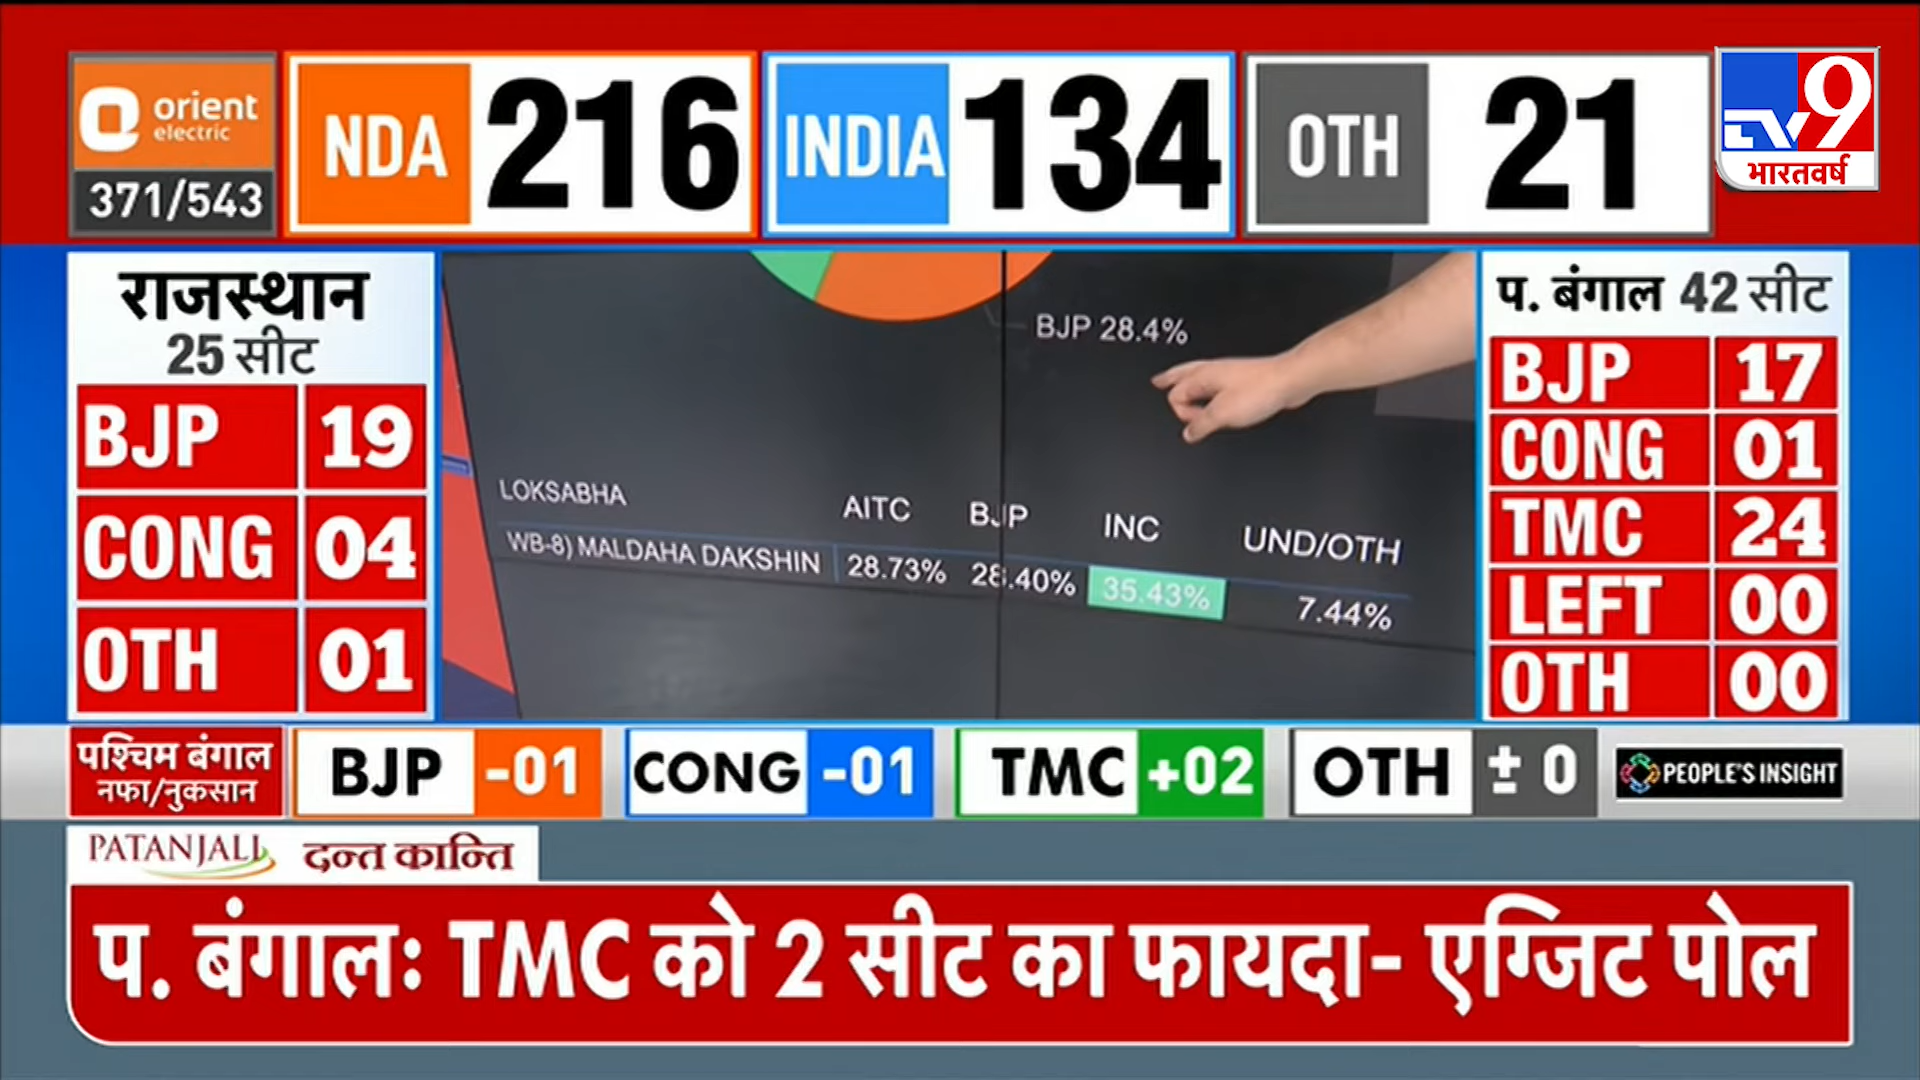 orient
electric
371/543
NDA 216
INDIA 134
OTH 21
TV9
भारतवर्ष
राजस्थान
25 सीट
BJP 19
CONG 04
OTH 01
BJP 28.4%
LOKSABHA AITC BJP INC UND/OTH
WB-8) MALDAHA DAKSHIN 28.73% 28.40% 35.43% 7.44%
प. बंगाल 42 सीट
BJP 17
CONG 01
TMC 24
LEFT 00
OTH 00
पश्चिम बंगाल
नफा/नुकसान
BJP -01
CONG -01
TMC +02
OTH ± 0
PEOPLE'S INSIGHT
PATANJALI दन्त कान्ति
प. बंगाल: TMC को 2 सीट का फायदा- एग्जिट पोल